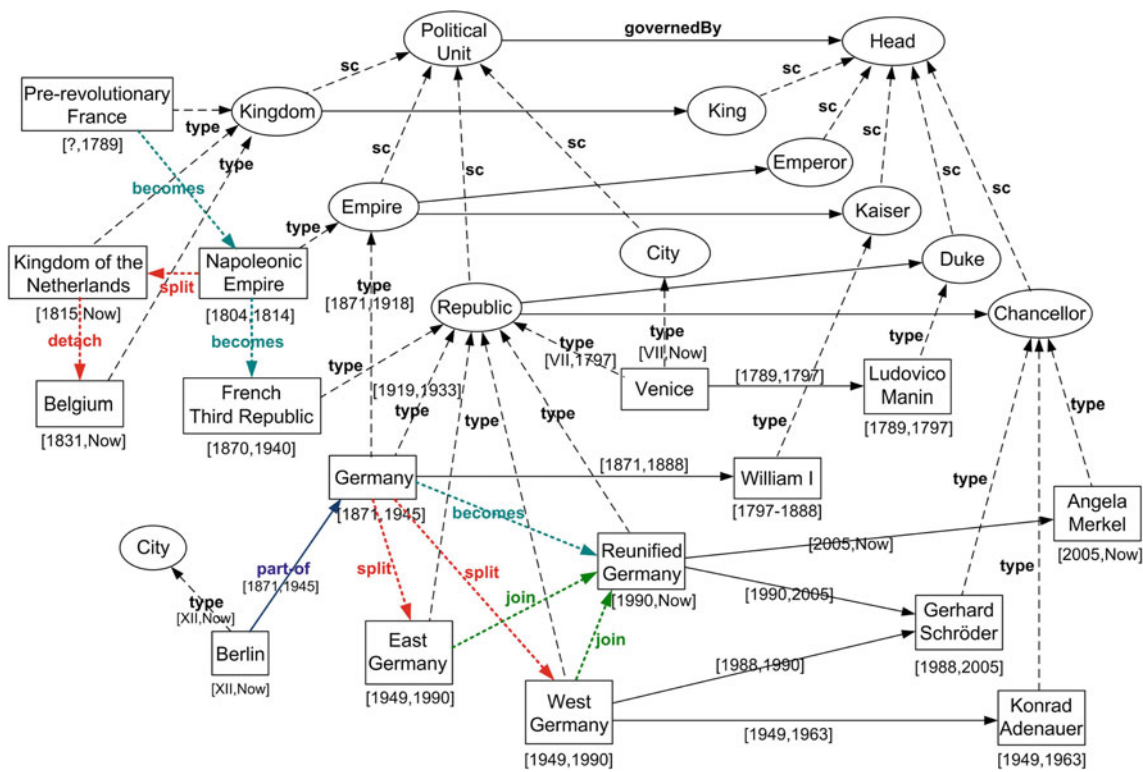 Political
Unit
governedBy
Head
sc
sc
Pre-revolutionary
France
[?,1789]
type
Kingdom
King
sc
sc
sc
type
sc
Emperor
sc
becomes
sc
sc
Empire
type
Kaiser
City
Kingdom of the
Netherlands
[1815,Now]
split
Napoleonic
Empire
[1804,1814]
type
[1871,1918]
Republic
Duke
Chancellor
detach
becomes
type
type
[VII,1797]
type
[VII,Now]
type
Belgium
[1831,Now]
French
Third Republic
[1870,1940]
[1919,1933]
type
type
type
Venice
[1789,1797]
Ludovico
Manin
[1789,1797]
type
type
Germany
[1871,1945]
[1871,1888]
William I
[1797-1888]
type
Angela
Merkel
[2005,Now]
becomes
City
part-of
[1871,1945]
split
split
Reunified
Germany
[1990,Now]
[2005,Now]
type
type
[XII,Now]
join
join
[1990,2005]
Gerhard
Schröder
[1988,2005]
Berlin
[XII,Now]
East
Germany
[1949,1990]
[1988,1990]
West
Germany
[1949,1990]
[1949,1963]
Konrad
Adenauer
[1949,1963]